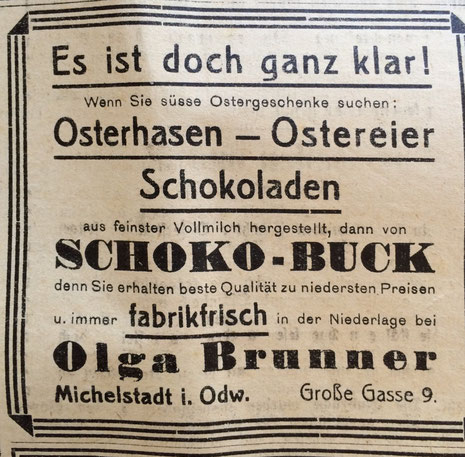 Es ist doch ganz klar!
Wenn Sie süsse Ostergeschenke suchen:
Osterhasen — Ostereier
Schokoladen
aus feinster Vollmilch hergestellt, dann von
SCHOKO-BUCK
denn Sie erhalten beste Qualität zu niedersten Preisen
u. immer fabrikfrisch in der Niederlage bei
Olga Brunner
Michelstadt i. Odw. Große Gasse 9.